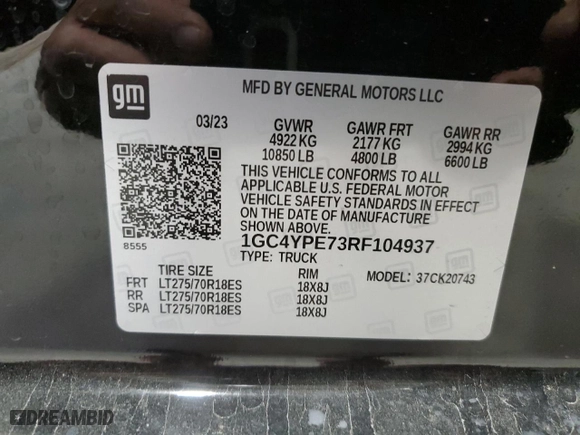 gm
MFD BY GENERAL MOTORS LLC
03/23 GVWR GAWR FRT GAWR RR
4922 KG 2177 KG 2994 KG
10850 LB 4800 LB 6600 LB
THIS VEHICLE CONFORMS TO ALL
APPLICABLE U.S. FEDERAL MOTOR
VEHICLE SAFETY STANDARDS IN EFFECT
ON THE DATE OF MANUFACTURE
SHOWN ABOVE.
8555
1GC4YPE73RF104937
TYPE: TRUCK
TIRE SIZE RIM MODEL: 37CK20743
FRT LT275/70R18ES 18X8J
RR LT275/70R18ES 18X8J
SPA LT275/70R18ES 18X8J
DREAMBID